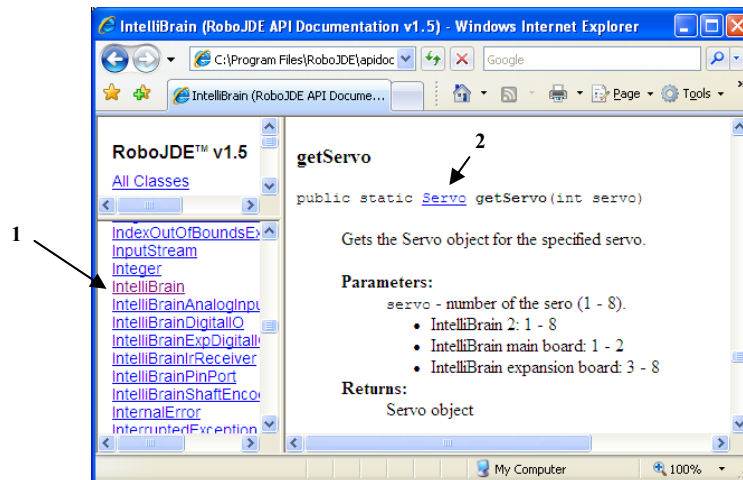 IntelliBrain (RoboJDE API Documentation v1.5) - Windows Internet Explorer
C:\Program Files\RoboJDE\apidoc
Google
IntelliBrain (RoboJDE API Docume...
Page
Tools
»
RoboJDE™ v1.5
All Classes
IndexOutOfBoundsEx
InputStream
Integer
1
IntelliBrain
IntelliBrainAnalogInpu
IntelliBrainDigitalIO
IntelliBrainExpDigitalI
IntelliBrainIrReceiver
IntelliBrainPinPort
IntelliBrainShaftEnco
InternalError
InterruptedException
getServo
2
public static Servo getServo(int servo)
Gets the Servo object for the specified servo.
Parameters:
servo - number of the sero (1 - 8).
• IntelliBrain 2: 1 - 8
• IntelliBrain main board: 1 - 2
• IntelliBrain expansion board: 3 - 8
Returns:
Servo object
My Computer
100%